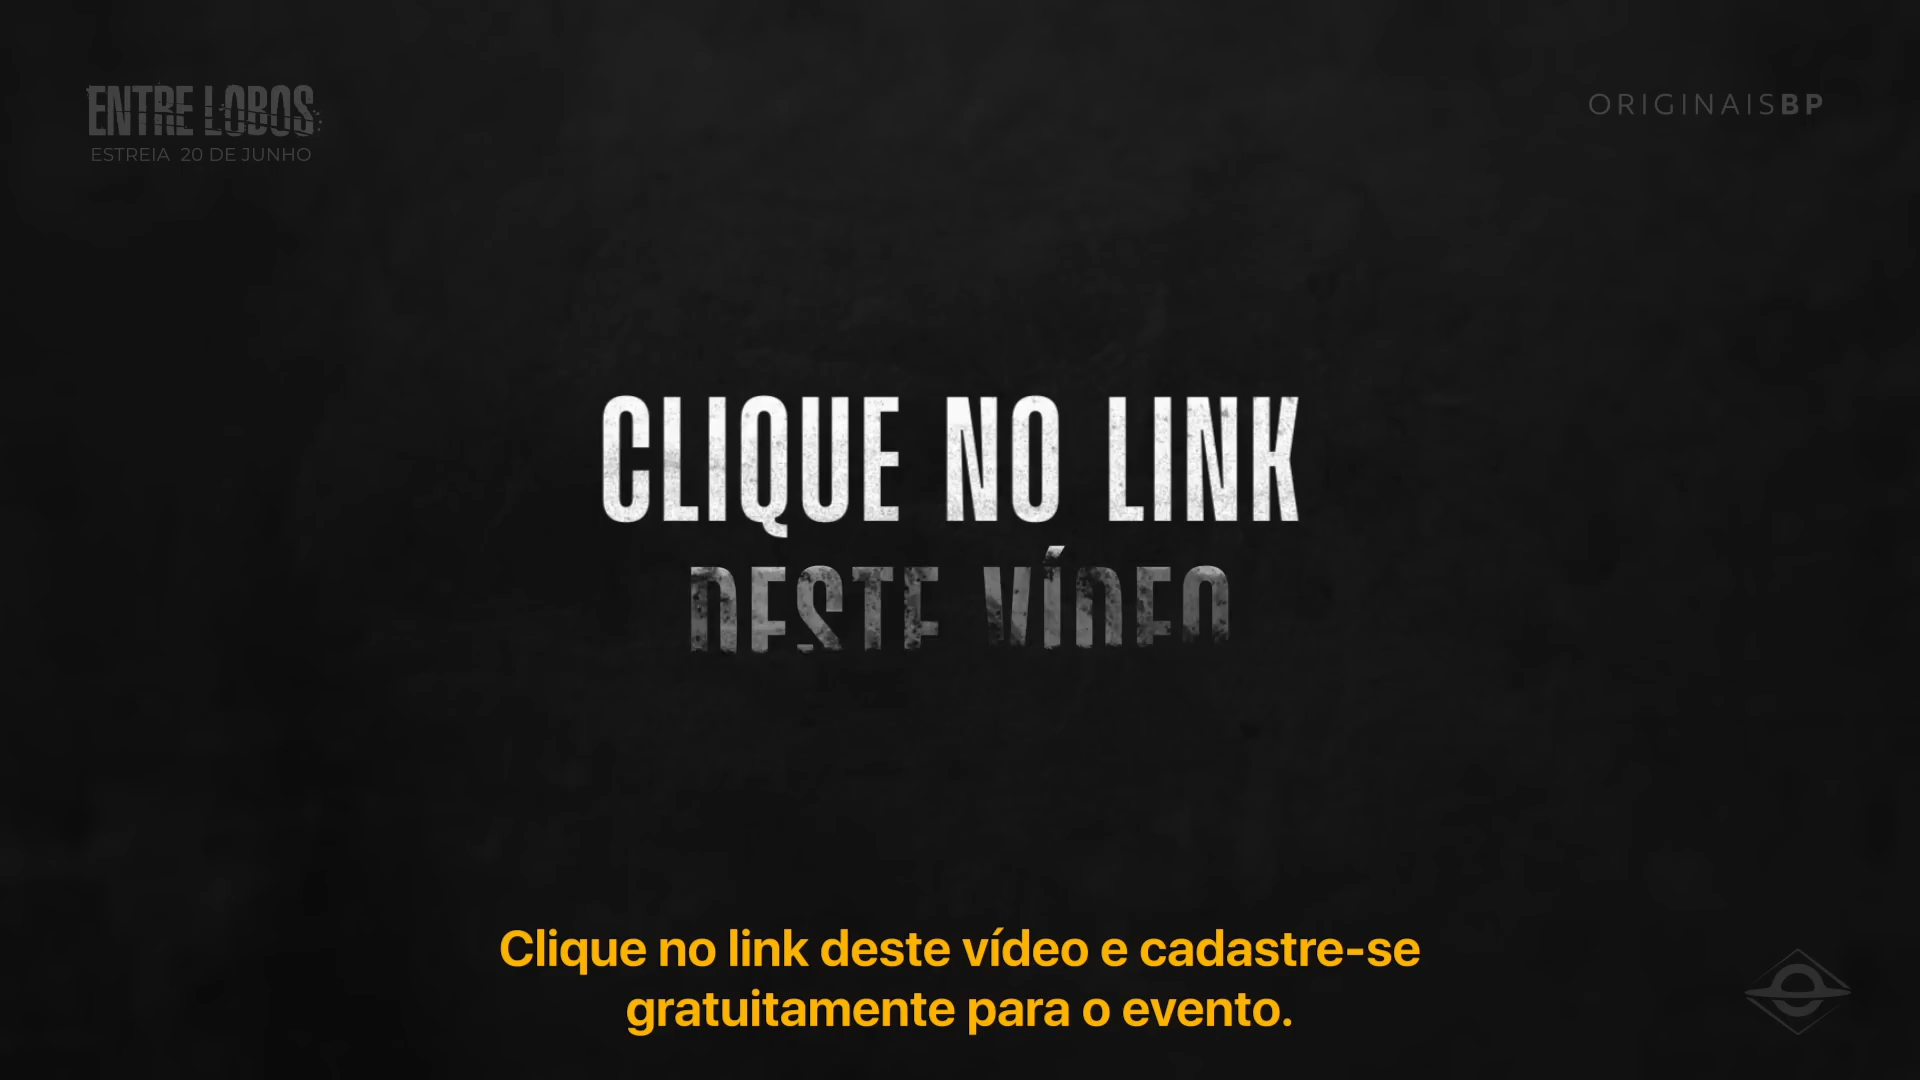 ENTRE LOBOS
ESTREIA 20 DE JUNHO
ORIGINAISBP
CLIQUE NO LINK
DESTE VÍDEO
Clique no link deste vídeo e cadastre-se
gratuitamente para o evento.